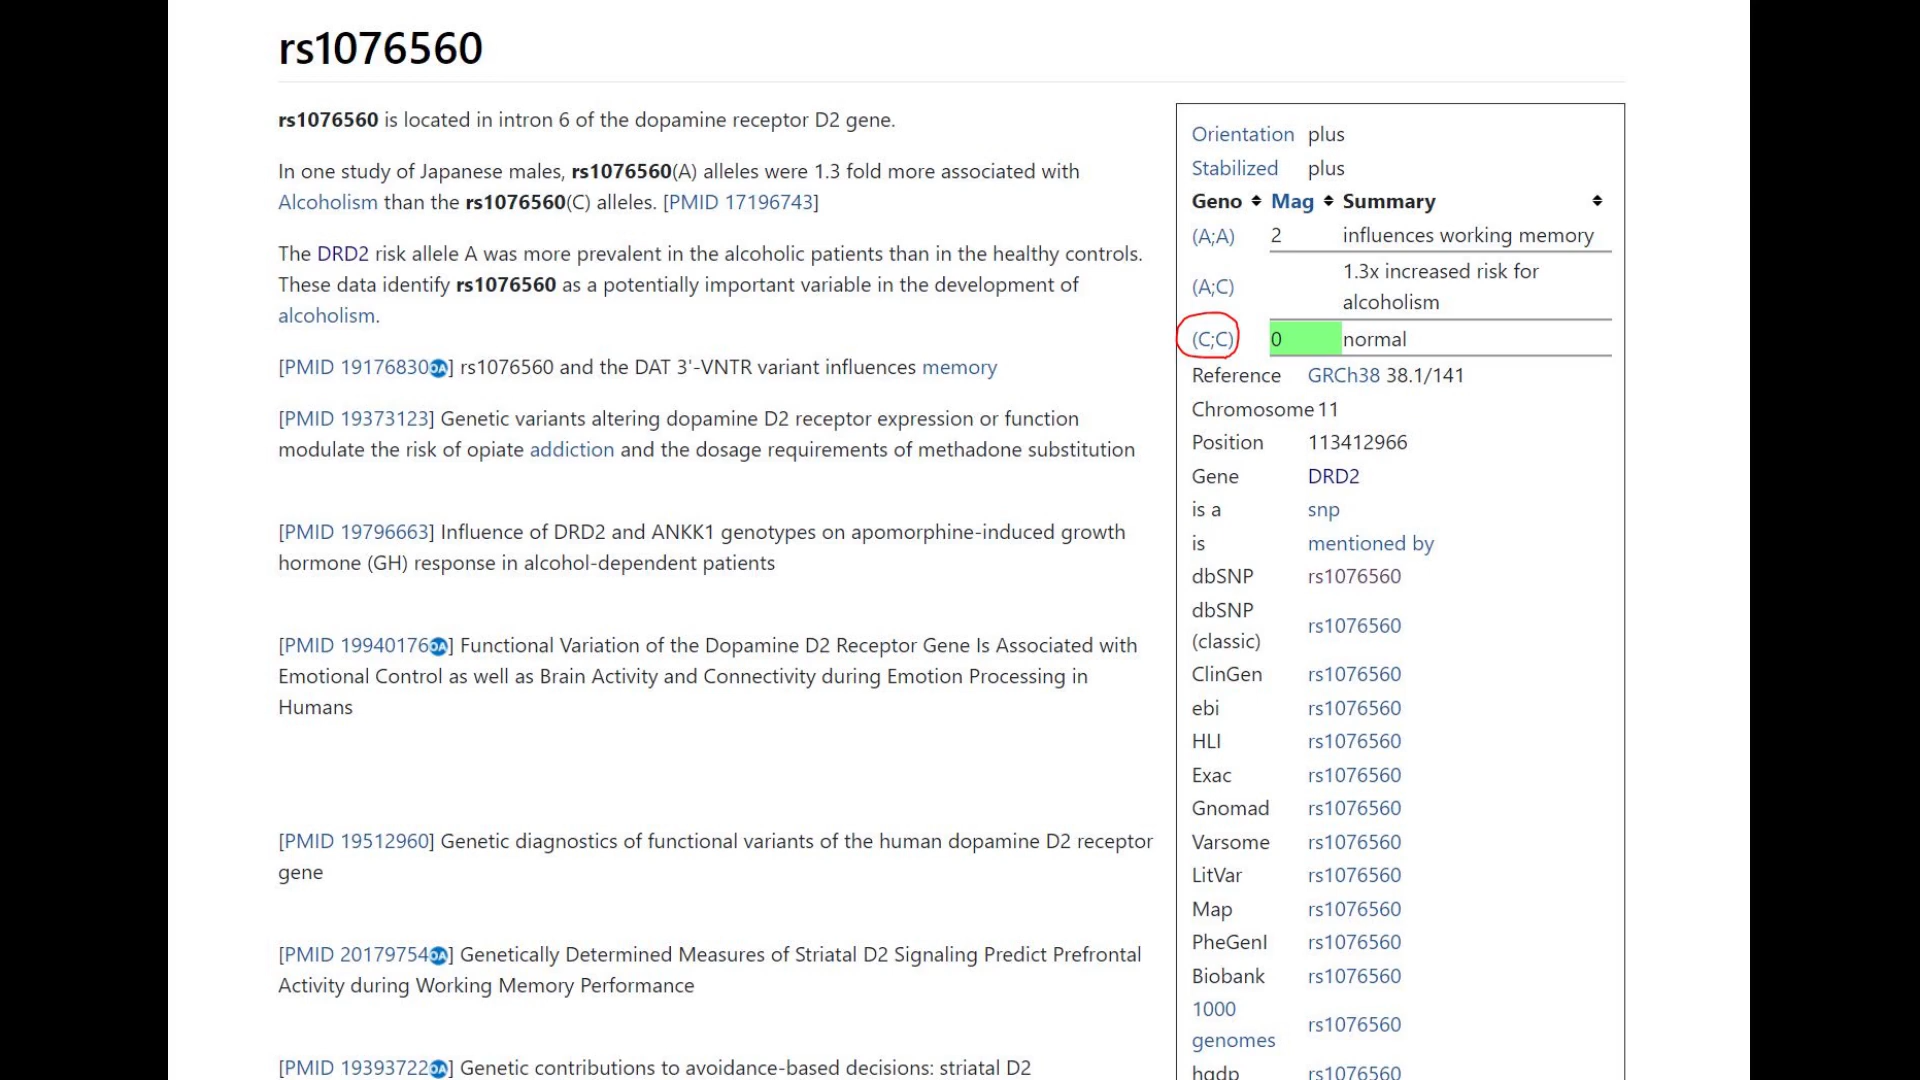 rs1076560
rs1076560 is located in intron 6 of the dopamine receptor D2 gene.
In one study of Japanese males, rs1076560(A) alleles were 1.3 fold more associated with
Alcoholism than the rs1076560(C) alleles. [PMID 17196743]
The DRD2 risk allele A was more prevalent in the alcoholic patients than in the healthy controls.
These data identify rs1076560 as a potentially important variable in the development of
alcoholism.
[PMID 19176830OA] rs1076560 and the DAT 3'-VNTR variant influences memory
[PMID 19373123] Genetic variants altering dopamine D2 receptor expression or function
modulate the risk of opiate addiction and the dosage requirements of methadone substitution
[PMID 19796663] Influence of DRD2 and ANKK1 genotypes on apomorphine-induced growth
hormone (GH) response in alcohol-dependent patients
[PMID 19940176OA] Functional Variation of the Dopamine D2 Receptor Gene Is Associated with
Emotional Control as well as Brain Activity and Connectivity during Emotion Processing in
Humans
[PMID 19512960] Genetic diagnostics of functional variants of the human dopamine D2 receptor
gene
[PMID 20179754OA] Genetically Determined Measures of Striatal D2 Signaling Predict Prefrontal
Activity during Working Memory Performance
[PMID 19393722OA] Genetic contributions to avoidance-based decisions: striatal D2
Orientation plus
Stabilized plus
Geno Mag Summary
(A;A) 2 influences working memory
(A;C) 1.3x increased risk for
alcoholism
(C;C) 0 normal
Reference GRCh38 38.1/141
Chromosome 11
Position 113412966
Gene DRD2
is a snp
is mentioned by
dbSNP rs1076560
dbSNP
(classic) rs1076560
ClinGen rs1076560
ebi rs1076560
HLI rs1076560
Exac rs1076560
Gnomad rs1076560
Varsome rs1076560
LitVar rs1076560
Map rs1076560
PheGenI rs1076560
Biobank rs1076560
1000
genomes rs1076560
hgdp rs1076560